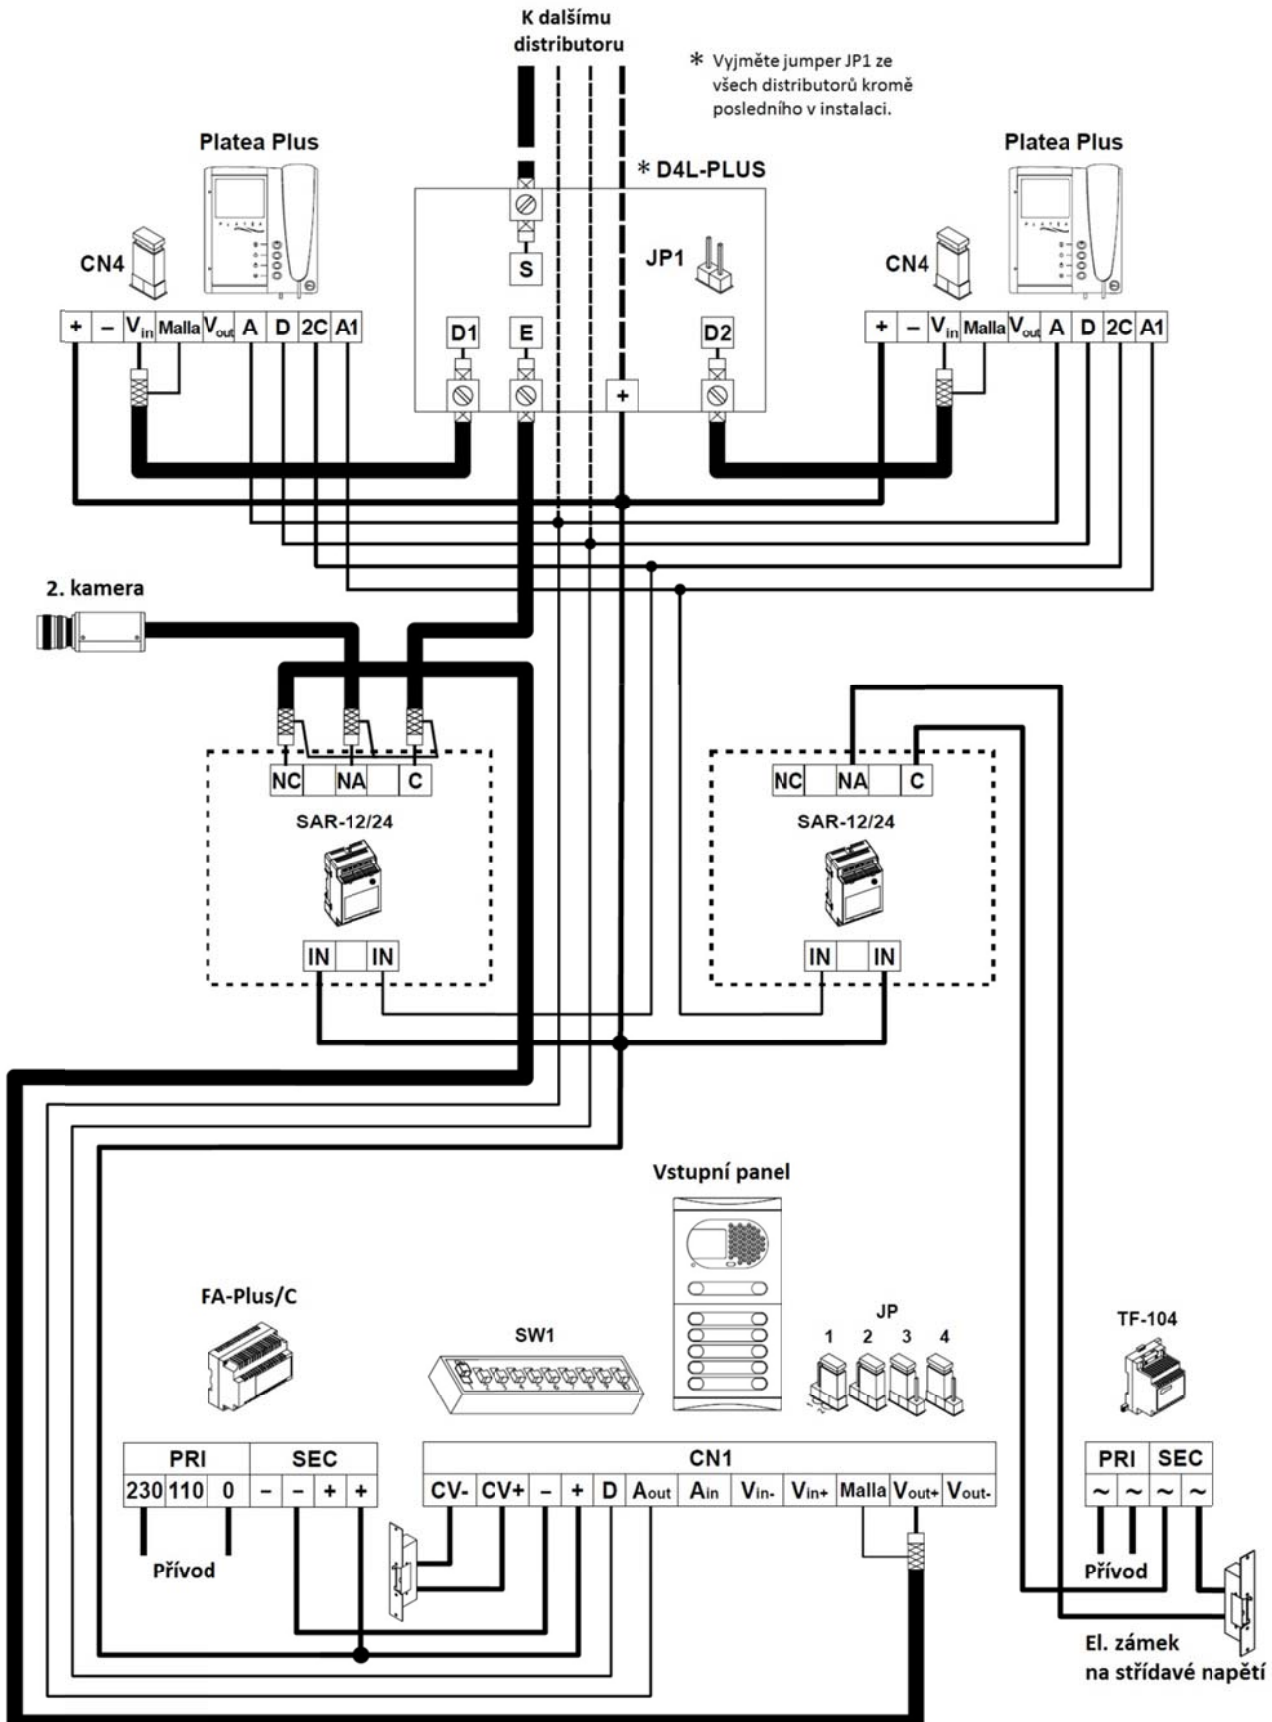 K dalšímu
distributoru
* Vyjměte jumper JP1 ze
všech distributorů kromě
posledního v instalaci.
Platea Plus
* D4L-PLUS
Platea Plus
CN4
S
JP1
CN4
+ – Vin Malla Vout A D 2C A1
D1 E D2
+ – Vin Malla Vout A D 2C A1
+
2. kamera
NC NA C
NC NA C
SAR-12/24
SAR-12/24
IN IN
IN IN
Vstupní panel
FA-Plus/C
SW1
JP
1 2 3 4
TF-104
PRI SEC
CN1
PRI SEC
230 110 0 – – + +
CV- CV+ – + D Aout Ain Vin- Vin+ Malla Vout+ Vout-
~ ~ ~ ~
Přívod
Přívod
El. zámek
na střídavé napětí